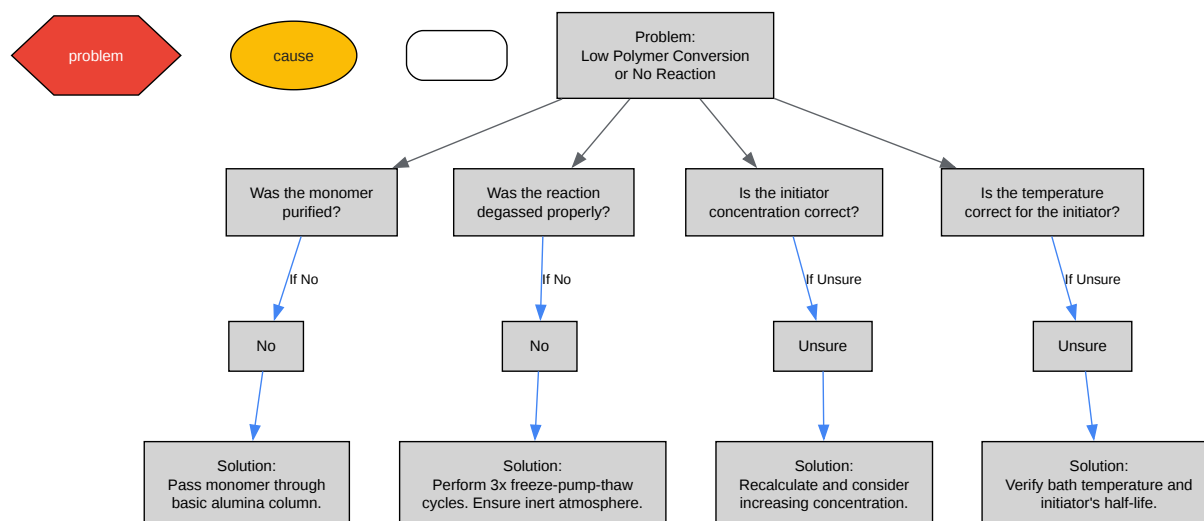 problem
cause
Problem:
Low Polymer Conversion
or No Reaction
Was the monomer
purified?
Was the reaction
degassed properly?
Is the initiator
concentration correct?
Is the temperature
correct for the initiator?
If No
If No
If Unsure
If Unsure
No
No
Unsure
Unsure
Solution:
Pass monomer through
basic alumina column.
Solution:
Perform 3x freeze-pump-thaw
cycles. Ensure inert atmosphere.
Solution:
Recalculate and consider
increasing concentration.
Solution:
Verify bath temperature and
initiator's half-life.